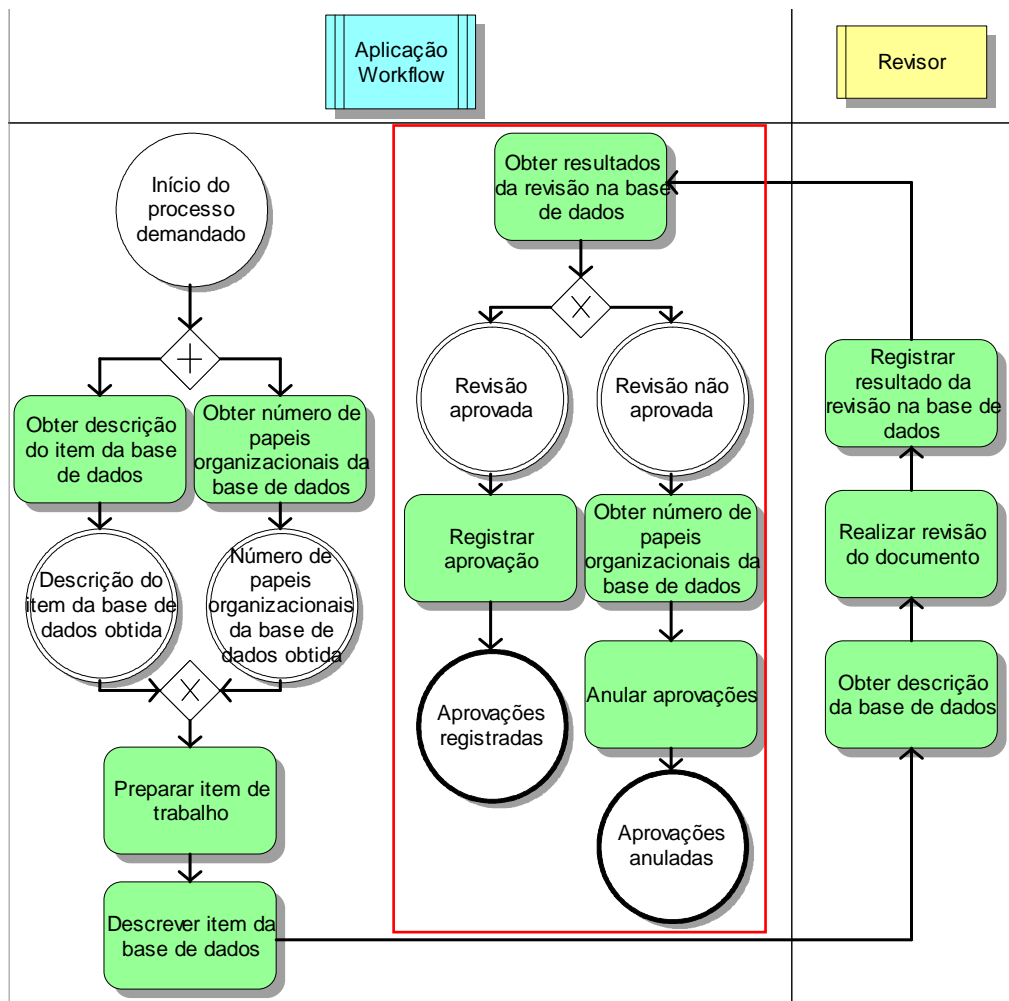 Aplicação
Workflow
Revisor
Início do
processo
demandado
Obter descrição
do item da base
de dados
Obter número de
papeis
organizacionais da
base de dados
Descrição do
item da base de
dados obtida
Número de
papeis
organizacionais
da base de
dados obtida
Preparar item de
trabalho
Descrever item da
base de dados
Obter resultados
da revisão na base
de dados
Revisão
aprovada
Revisão não
aprovada
Registrar
aprovação
Obter número de
papeis
organizacionais da
base de dados
Aprovações
registradas
Anular aprovações
Aprovações
anuladas
Registrar
resultado da
revisão na base de
dados
Realizar revisão
do documento
Obter descrição
da base de dados